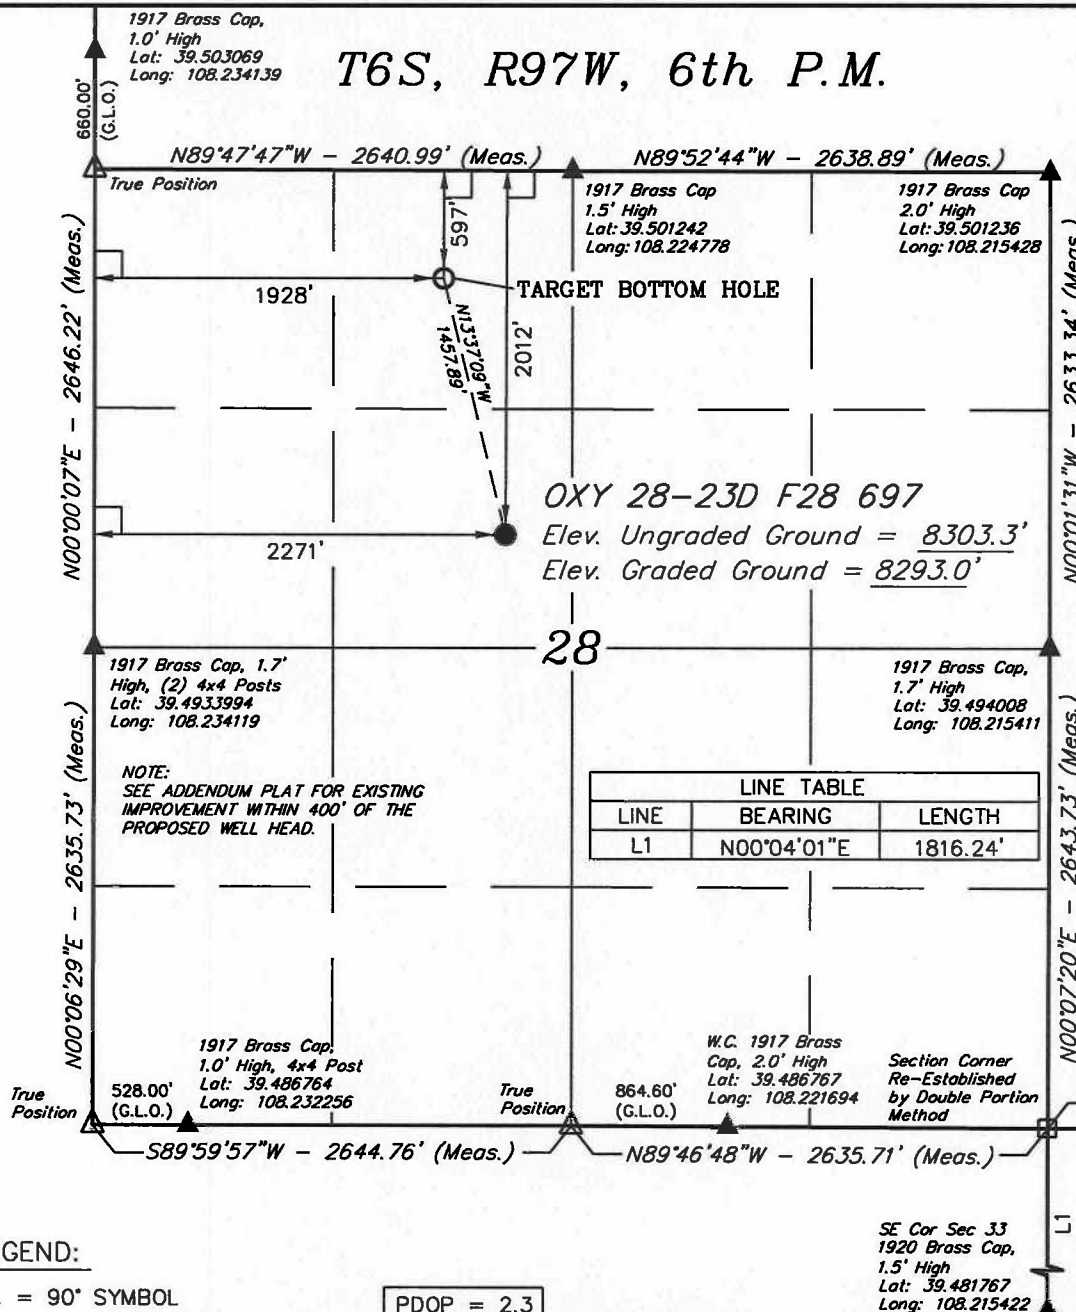 1917 Brass Cap,
1.0' High
Lat: 39.503069
Long: 108.234139
T6S, R97W, 6th P.M.
660.00'
(G.L.O.)
N89°47'47"W - 2640.99' (Meas.)
N89°52'44"W - 2638.89' (Meas.)
True Position
1917 Brass Cap
1.5' High
Lat: 39.501242
Long: 108.224778
1917 Brass Cap
2.0' High
Lat: 39.501236
Long: 108.215428
597'
1928'
TARGET BOTTOM HOLE
N13°37'09"W
1457.89'
2012'
N00°00'07"E - 2646.22' (Meas.)
N00°01'31"W - 2633.34' (Meas.)
OXY 28-23D F28 697
Elev. Ungraded Ground = 8303.3'
Elev. Graded Ground = 8293.0'
2271'
28
1917 Brass Cap, 1.7'
High, (2) 4x4 Posts
Lat: 39.4933994
Long: 108.234119
1917 Brass Cap,
1.7' High
Lat: 39.494008
Long: 108.215411
NOTE:
SEE ADDENDUM PLAT FOR EXISTING
IMPROVEMENT WITHIN 400' OF THE
PROPOSED WELL HEAD.
LINE TABLE
LINE BEARING LENGTH
L1 N00°04'01"E 1816.24'
N00°06'29"E - 2635.73' (Meas.)
N00°07'20"E - 2643.73' (Meas.)
1917 Brass Cap,
1.0' High, 4x4 Post
Lat: 39.486764
Long: 108.232256
W.C. 1917 Brass
Cap, 2.0' High
Lat: 39.486767
Long: 108.221694
Section Corner
Re-Established
by Double Portion
Method
True
Position
528.00'
(G.L.O.)
True
Position
864.60'
(G.L.O.)
S89°59'57"W - 2644.76' (Meas.)
N89°46'48"W - 2635.71' (Meas.)
L1
SE Cor Sec 33
1920 Brass Cap,
1.5' High
Lat: 39.481767
Long: 108.215422
GEND:
= 90° SYMBOL
PDOP = 2.3